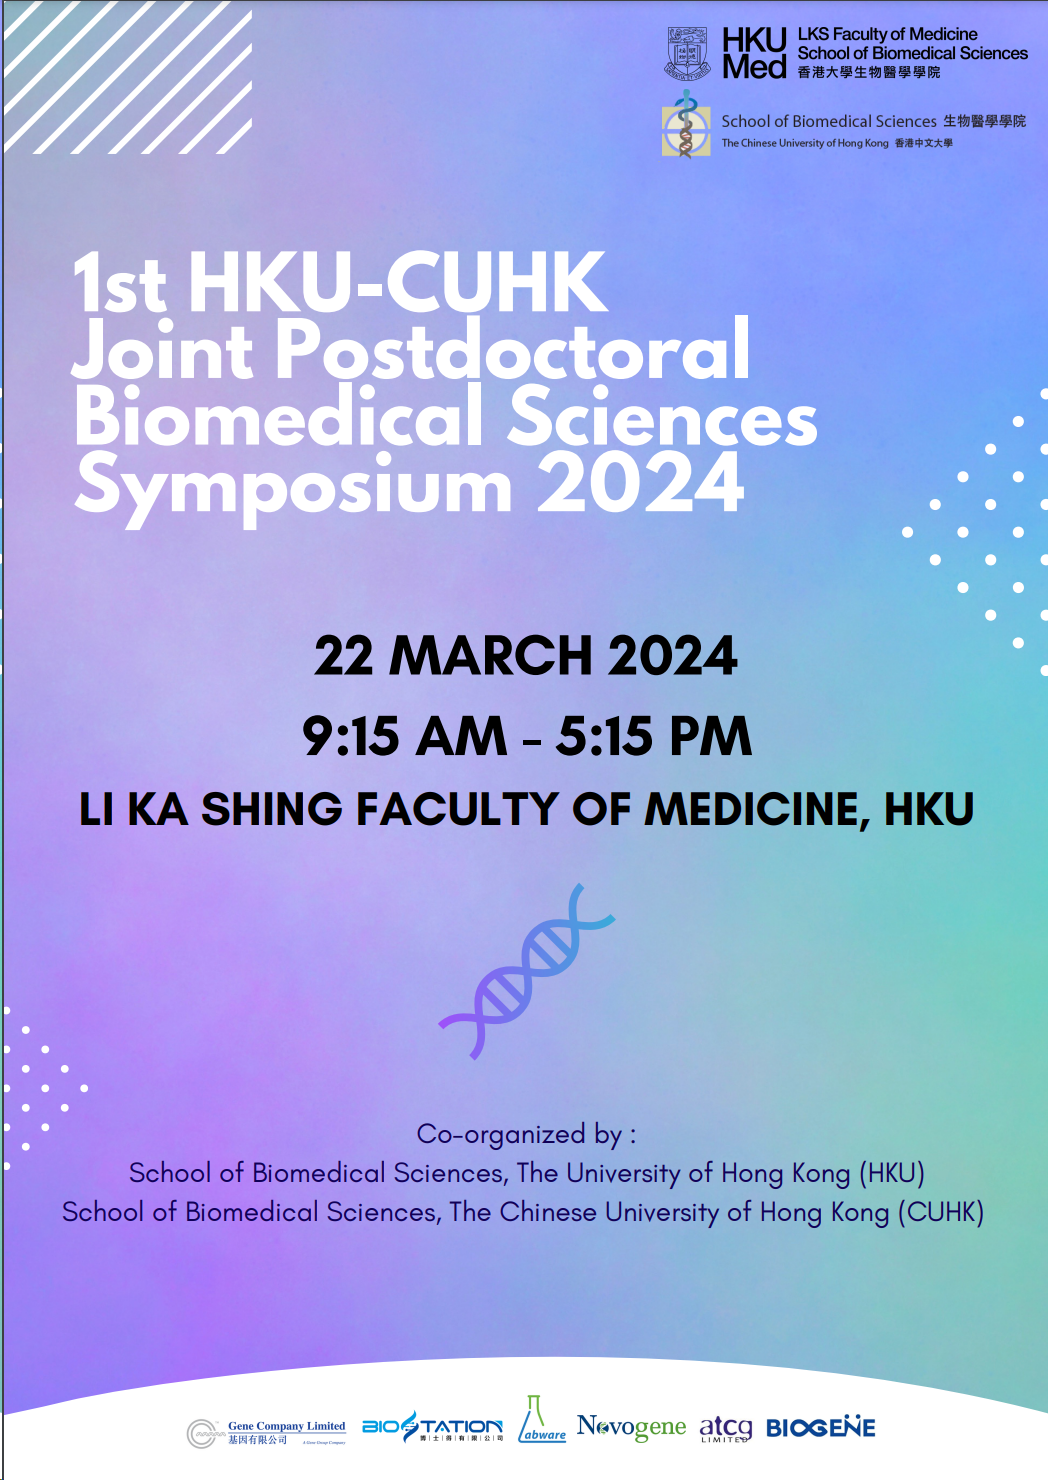 HKU
Med
LKS Faculty of Medicine
School of Biomedical Sciences
香港大學生物醫學學院
School of Biomedical Sciences 生物醫學學院
The Chinese University of Hong Kong 香港中文大學
1st HKU-CUHK
Joint Postdoctoral
Biomedical Sciences
Symposium 2024
22 MARCH 2024
9:15 AM - 5:15 PM
LI KA SHING FACULTY OF MEDICINE, HKU
Co-organized by :
School of Biomedical Sciences, The University of Hong Kong (HKU)
School of Biomedical Sciences, The Chinese University of Hong Kong (CUHK)
Gene Company Limited
基因有限公司
A Gene Group Company
BIOSTATION
博士得有限公司
Labware
Novogene
atcg
LIMITED
BIOGENE